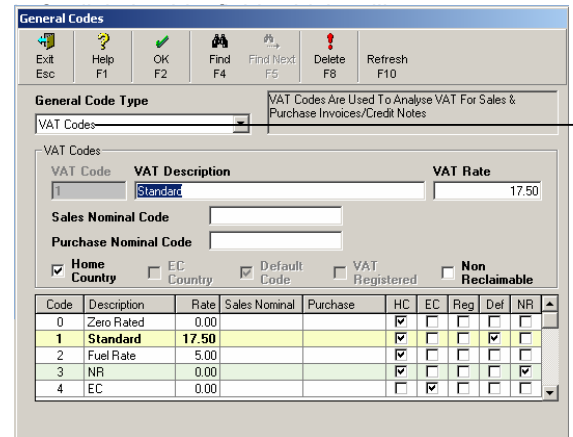 General Codes
Exit Help OK Find Find Next Delete Refresh
Esc F1 F2 F4 F5 F8 F10
General Code Type
VAT Codes
VAT Codes Are Used To Analyse VAT For Sales &
Purchase Invoices/Credit Notes
VAT Codes
VAT Code VAT Description VAT Rate
1 Standard 17.50
Sales Nominal Code
Purchase Nominal Code
Home Country EC Country Default Code VAT Registered Non Reclaimable
Code Description Rate Sales Nominal Purchase HC EC Reg Def NR
0 Zero Rated 0.00
1 Standard 17.50
2 Fuel Rate 5.00
3 NR 0.00
4 EC 0.00